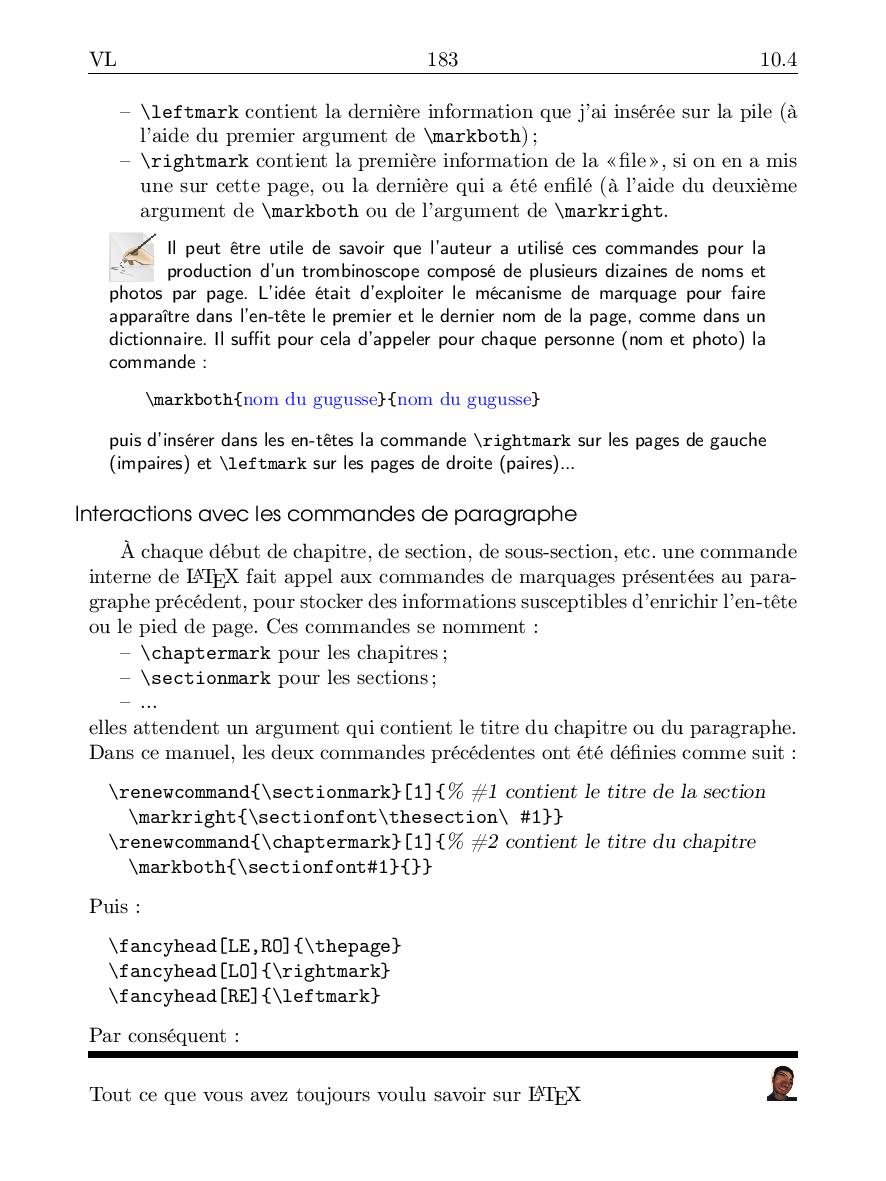 VL 183 10.4
– \leftmark contient la dernière information que j'ai insérée sur la pile (à
l'aide du premier argument de \markboth) ;
– \rightmark contient la première information de la « file », si on en a mis
une sur cette page, ou la dernière qui a été enfilé (à l'aide du deuxième
argument de \markboth ou de l'argument de \markright.
Il peut être utile de savoir que l'auteur a utilisé ces commandes pour la
production d'un trombinoscope composé de plusieurs dizaines de noms et
photos par page. L'idée était d'exploiter le mécanisme de marquage pour faire
apparaître dans l'en-tête le premier et le dernier nom de la page, comme dans un
dictionnaire. Il suffit pour cela d'appeler pour chaque personne (nom et photo) la
commande :
\markboth{nom du gugusse}{nom du gugusse}
puis d'insérer dans les en-têtes la commande \rightmark sur les pages de gauche
(impaires) et \leftmark sur les pages de droite (paires)...
Interactions avec les commandes de paragraphe
À chaque début de chapitre, de section, de sous-section, etc. une commande
interne de LATEX fait appel aux commandes de marquages présentées au para-
graphe précédent, pour stocker des informations susceptibles d'enrichir l'en-tête
ou le pied de page. Ces commandes se nomment :
– \chaptermark pour les chapitres ;
– \sectionmark pour les sections ;
– ...
elles attendent un argument qui contient le titre du chapitre ou du paragraphe.
Dans ce manuel, les deux commandes précédentes ont été définies comme suit :
\renewcommand{\sectionmark}[1]{% #1 contient le titre de la section
\markright{\sectionfont\thesection\ #1}}
\renewcommand{\chaptermark}[1]{% #2 contient le titre du chapitre
\markboth{\sectionfont#1}{}}
Puis :
\fancyhead[LE,RO]{\thepage}
\fancyhead[LO]{\rightmark}
\fancyhead[RE]{\leftmark}
Par conséquent :
Tout ce que vous avez toujours voulu savoir sur LATEX